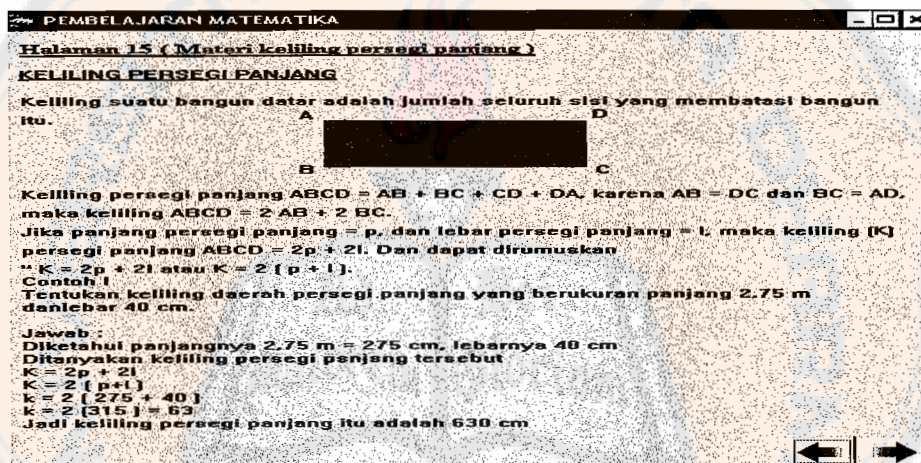 PEMBELAJARAN MATEMATIKA
Halaman 15 ( Materi keliling persegi panjang )
KELILING PERSEGI PANJANG
Keliling suatu bangun datar adalah jumlah seluruh sisi yang membatasi bangun
itu.
A D
B C
Keliling persegi panjang ABCD = AB + BC + CD + DA, karena AB = DC dan BC = AD,
maka keliling ABCD = 2 AB + 2 BC.
Jika panjang persegi panjang = p, dan lebar persegi panjang = l, maka keliling (K)
persegi panjang ABCD = 2p + 2l. Dan dapat dirumuskan
" K = 2p + 2l atau K = 2 ( p + l ).
Contoh l
Tentukan keliling daerah persegi panjang yang berukuran panjang 2.75 m
danlebar 40 cm.
Jawab :
Diketahui panjangnya 2.75 m = 275 cm, lebarnya 40 cm
Ditanyakan keliling persegi psnjsng tersebut
K = 2p + 2l
K = 2 ( p+l )
k = 2 ( 275 + 40 )
k = 2 (315 ) = 63
Jadi keliling persegi panjang itu adalah 630 cm